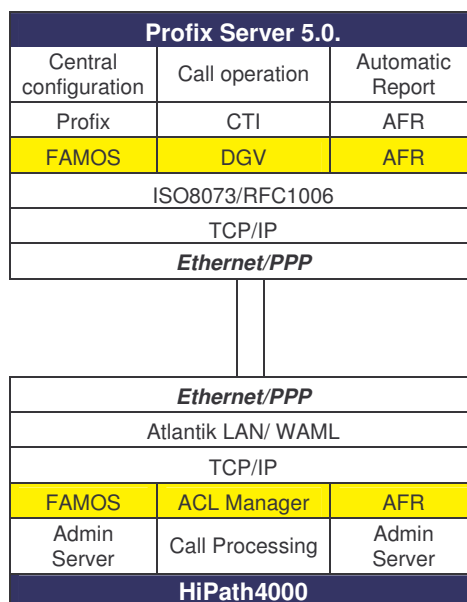 Profix Server 5.0.
Central configuration Call operation Automatic Report
Profix CTI AFR
FAMOS DGV AFR
ISO8073/RFC1006
TCP/IP
Ethernet/PPP
Ethernet/PPP
Atlantik LAN/ WAML
TCP/IP
FAMOS ACL Manager AFR
Admin Server Call Processing Admin Server
HiPath4000